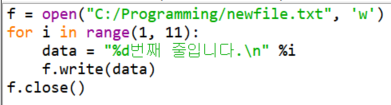 f = open("C:/Programming/newfile.txt", 'w')
for i in range(1, 11):
    data = "%d번째 줄입니다.\n" %i
    f.write(data)
f.close()